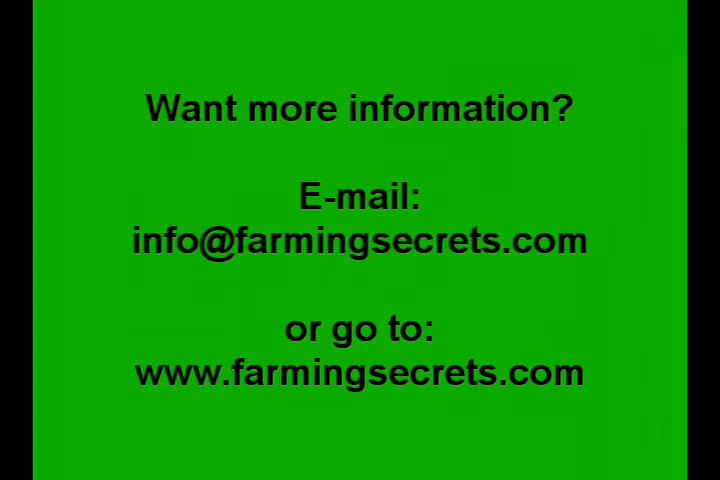 Want more information?
E-mail:
info@farmingsecrets.com
or go to:
www.farmingsecrets.com